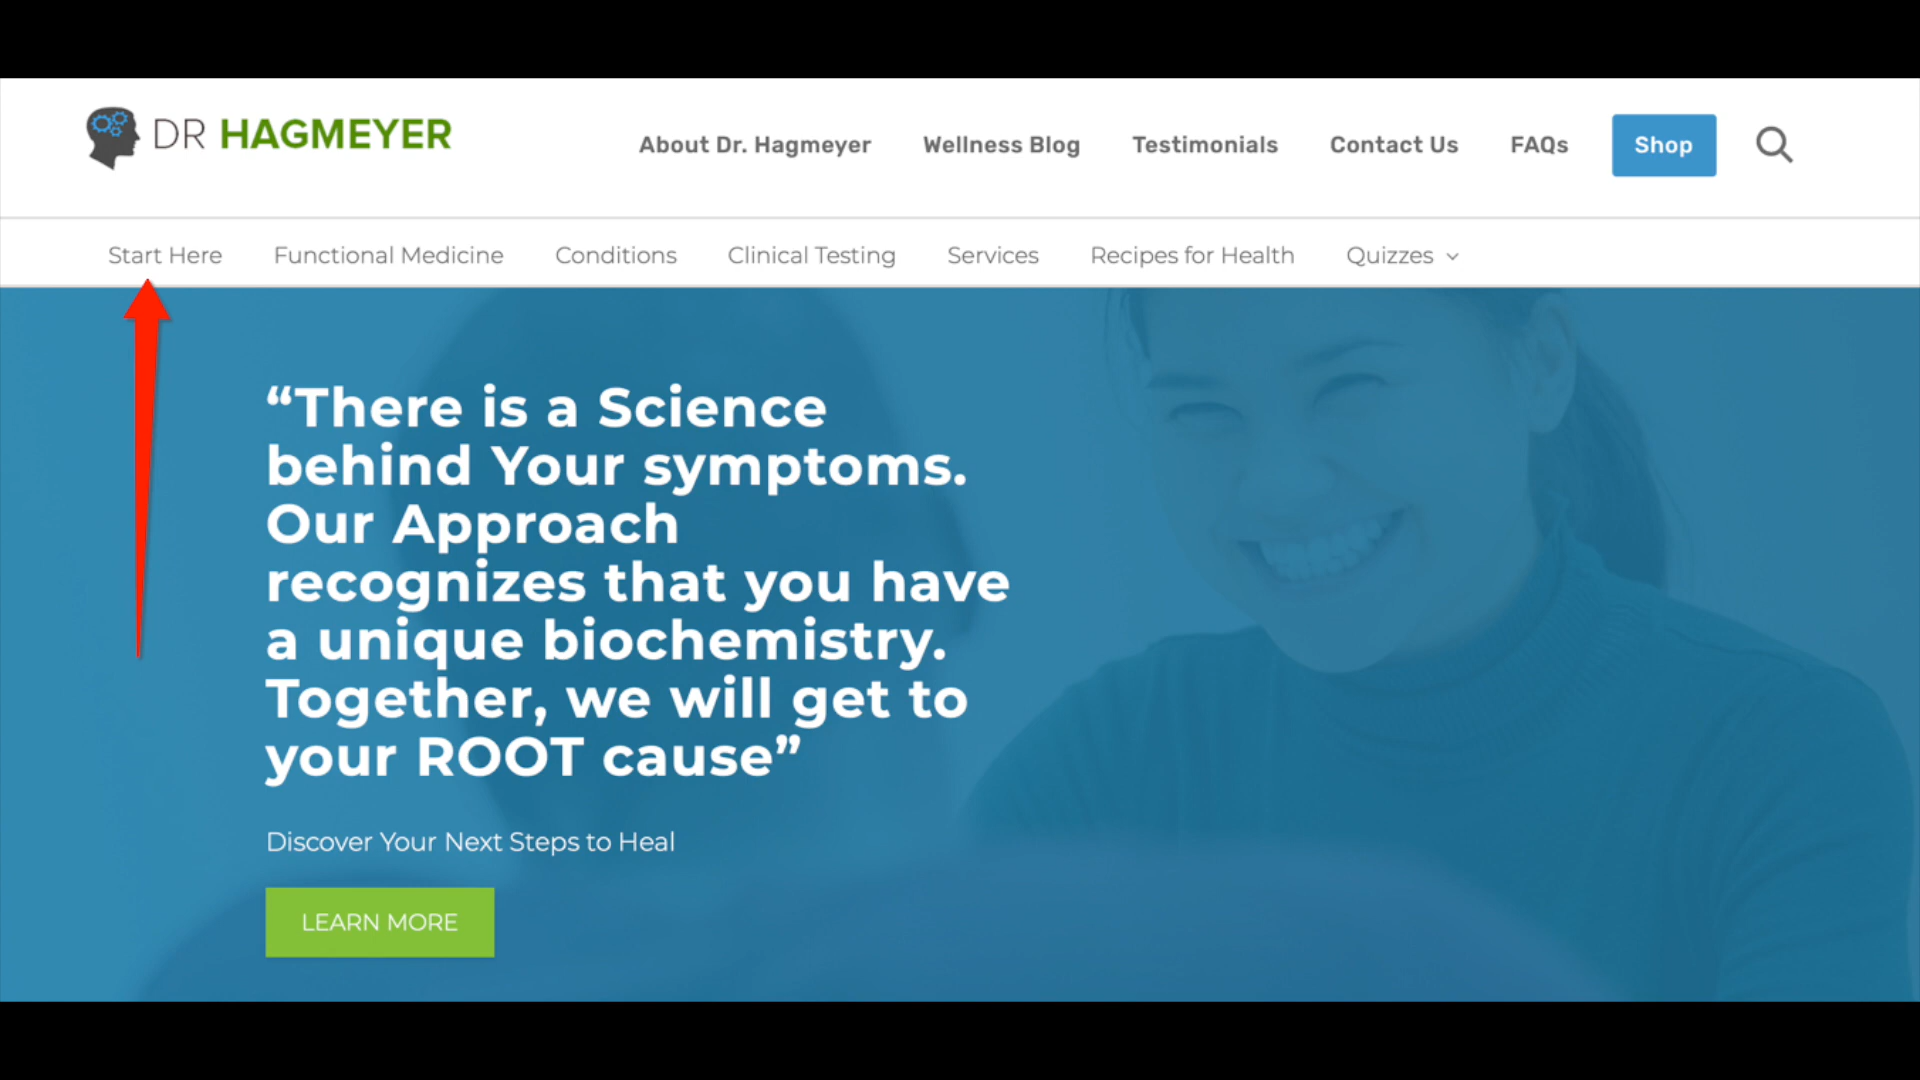 DR HAGMEYER
About Dr. Hagmeyer Wellness Blog Testimonials Contact Us FAQs Shop
Start Here Functional Medicine Conditions Clinical Testing Services Recipes for Health Quizzes
“There is a Science
behind Your symptoms.
Our Approach
recognizes that you have
a unique biochemistry.
Together, we will get to
your ROOT cause”
Discover Your Next Steps to Heal
LEARN MORE